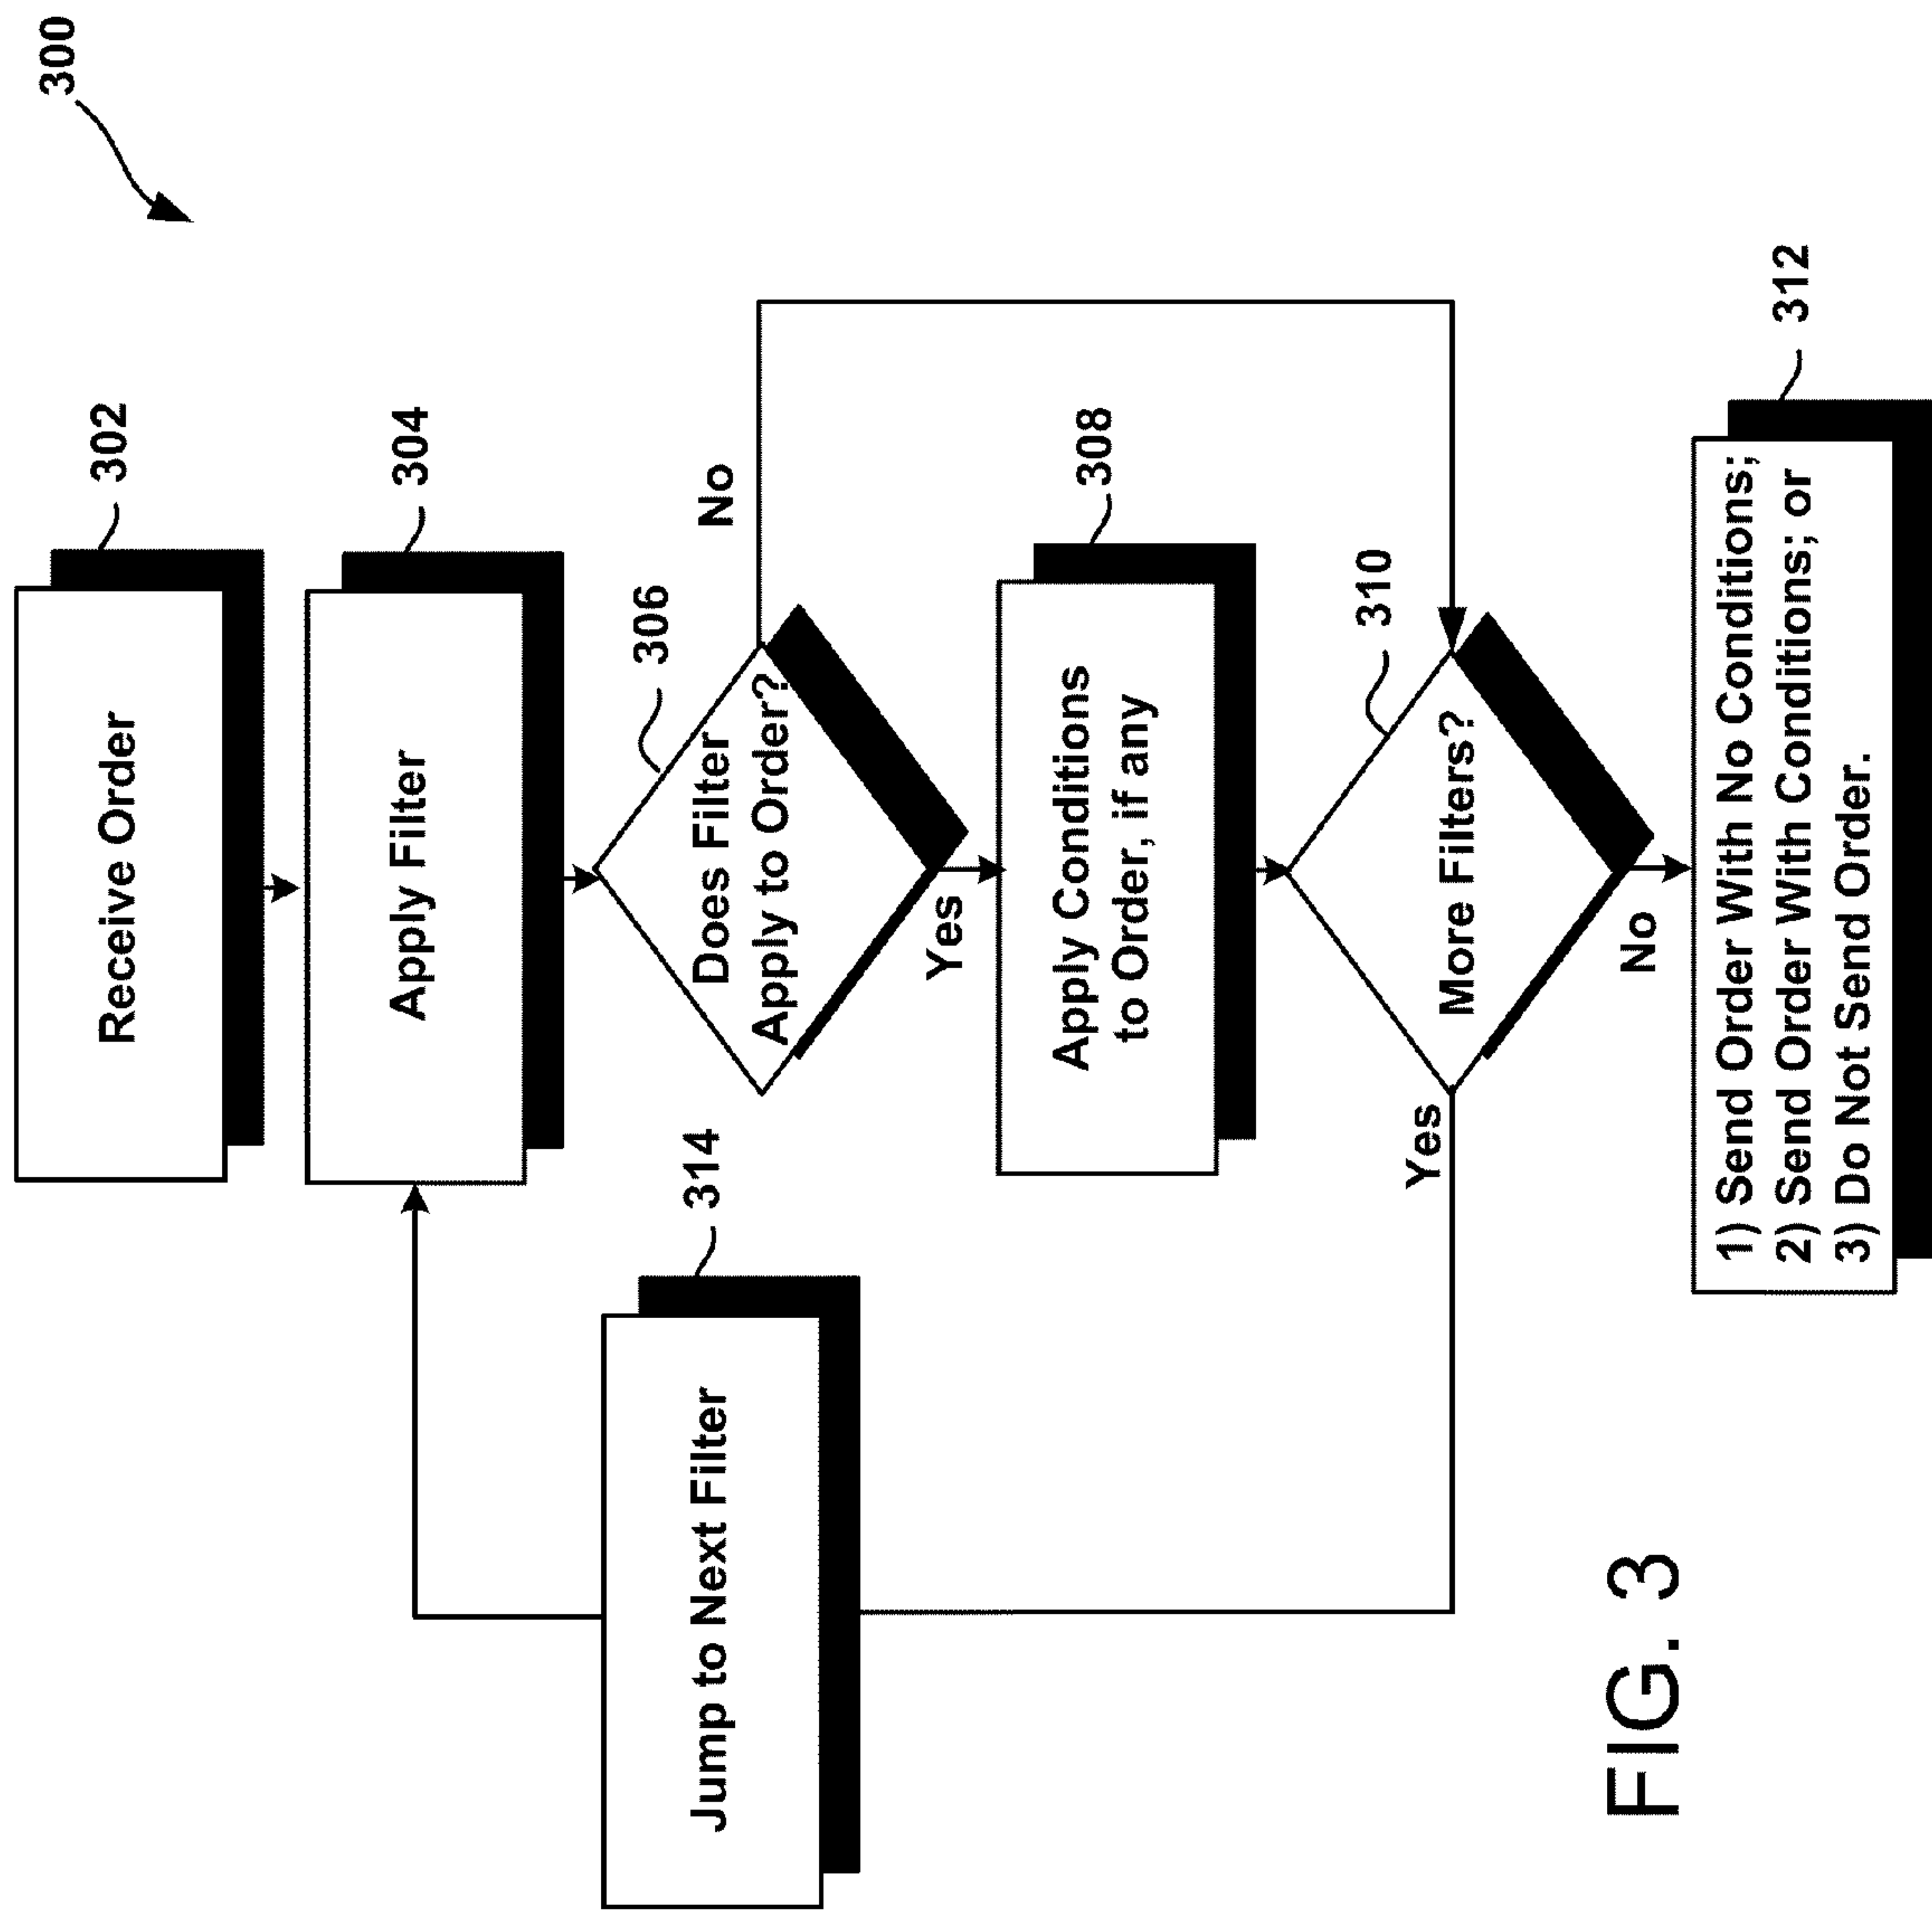 300
Receive Order
302
Apply Filter
304
Does Filter
Apply to Order?
306
No
Yes
Jump to Next Filter
314
Apply Conditions
to Order, if any
308
More Filters?
310
Yes
No
1) Send Order With No Conditions;
2) Send Order With Conditions; or
3) Do Not Send Order.
312
FIG. 3